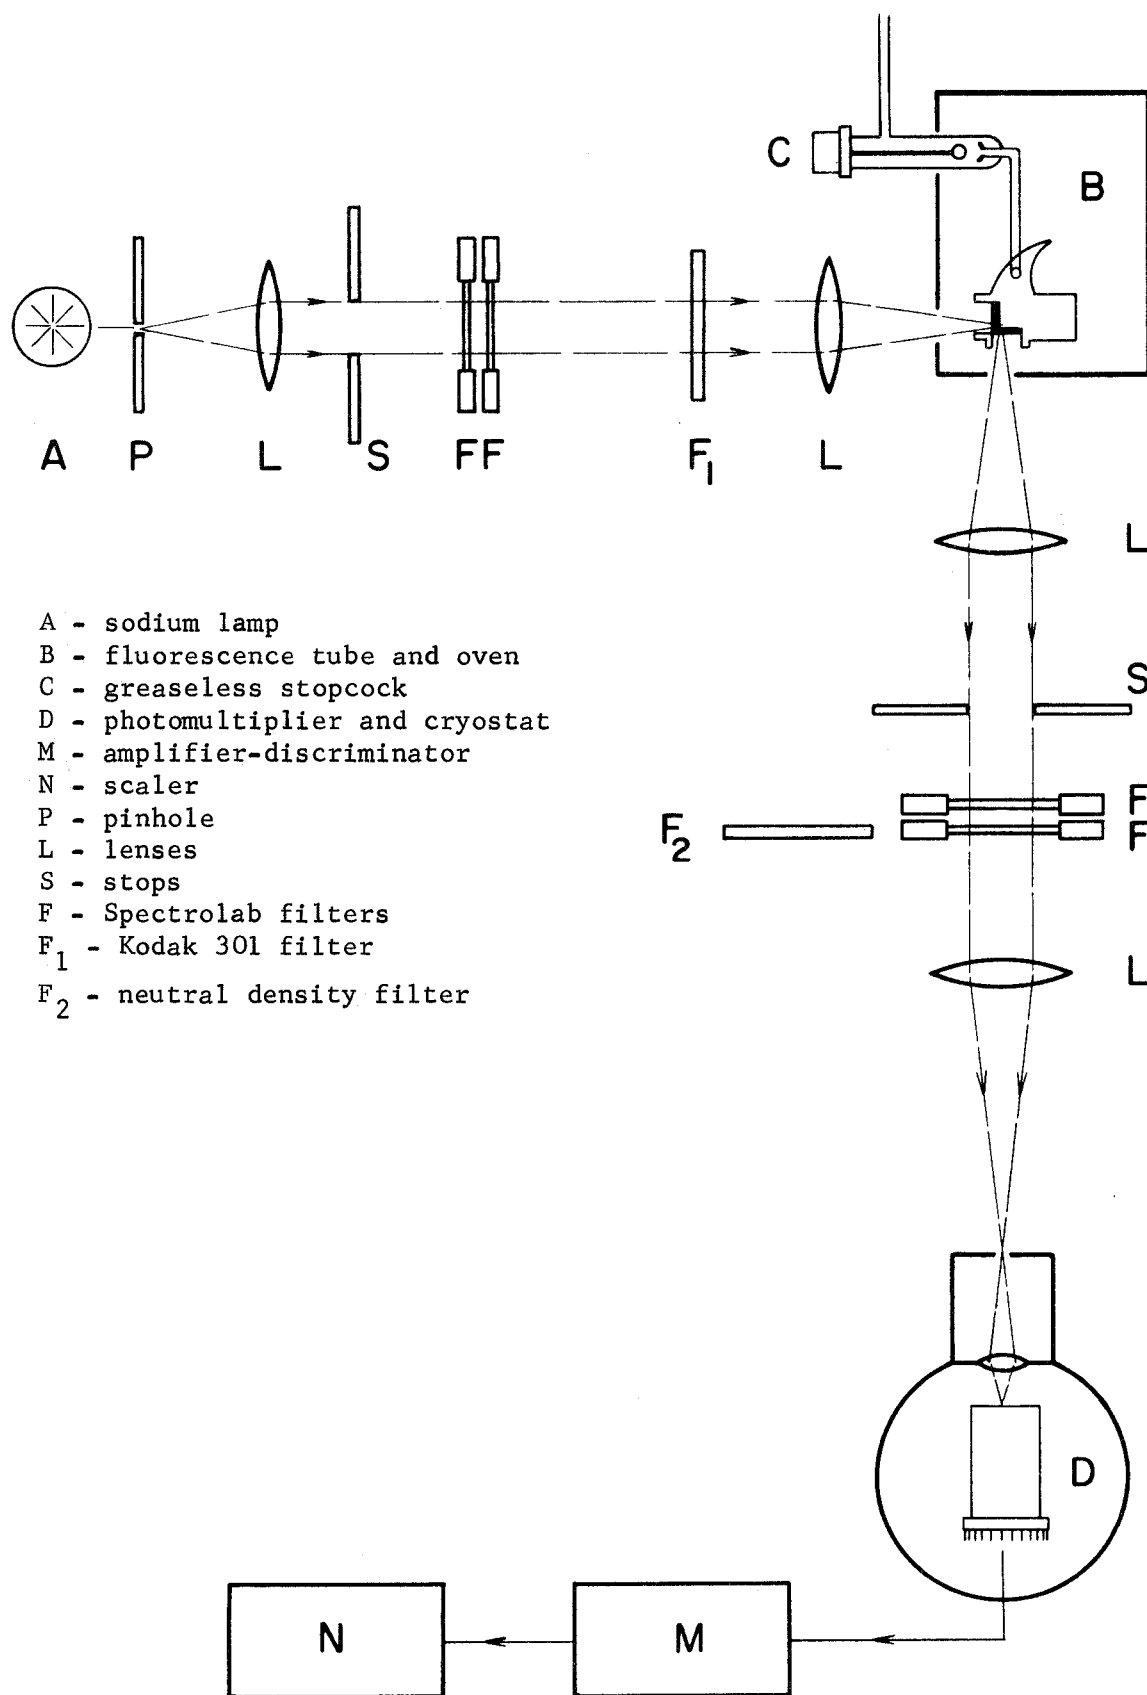 C
B
A P L S F F F₁ L
L
A - sodium lamp
B - fluorescence tube and oven
C - greaseless stopcock
D - photomultiplier and cryostat
M - amplifier-discriminator
N - scaler
P - pinhole
L - lenses
S - stops
F - Spectrolab filters
F₁ - Kodak 301 filter
F₂ - neutral density filter
S
F
F₂ F
L
D
N M